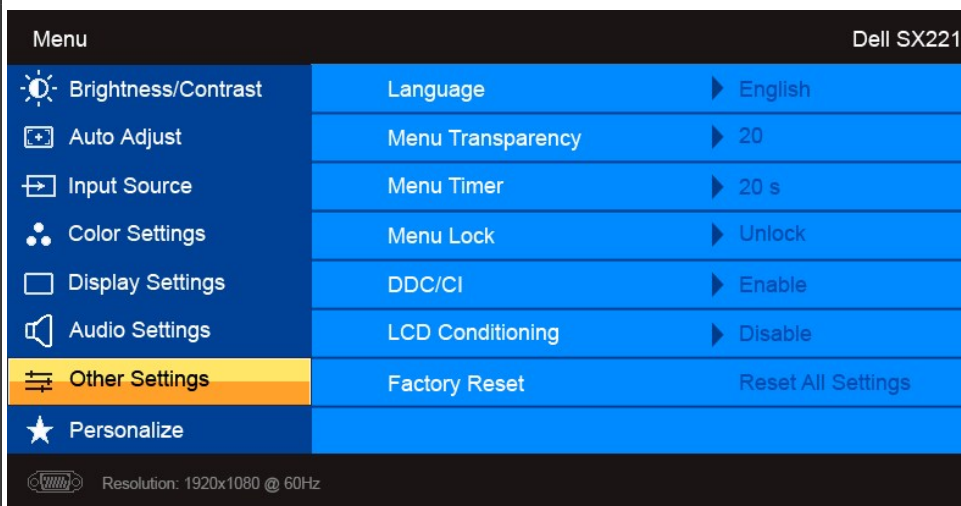 Menu Dell SX221
Brightness/Contrast Language English
Auto Adjust Menu Transparency 20
Input Source Menu Timer 20 s
Color Settings Menu Lock Unlock
Display Settings DDC/CI Enable
Audio Settings LCD Conditioning Disable
Other Settings Factory Reset Reset All Settings
Personalize
Resolution: 1920x1080 @ 60Hz